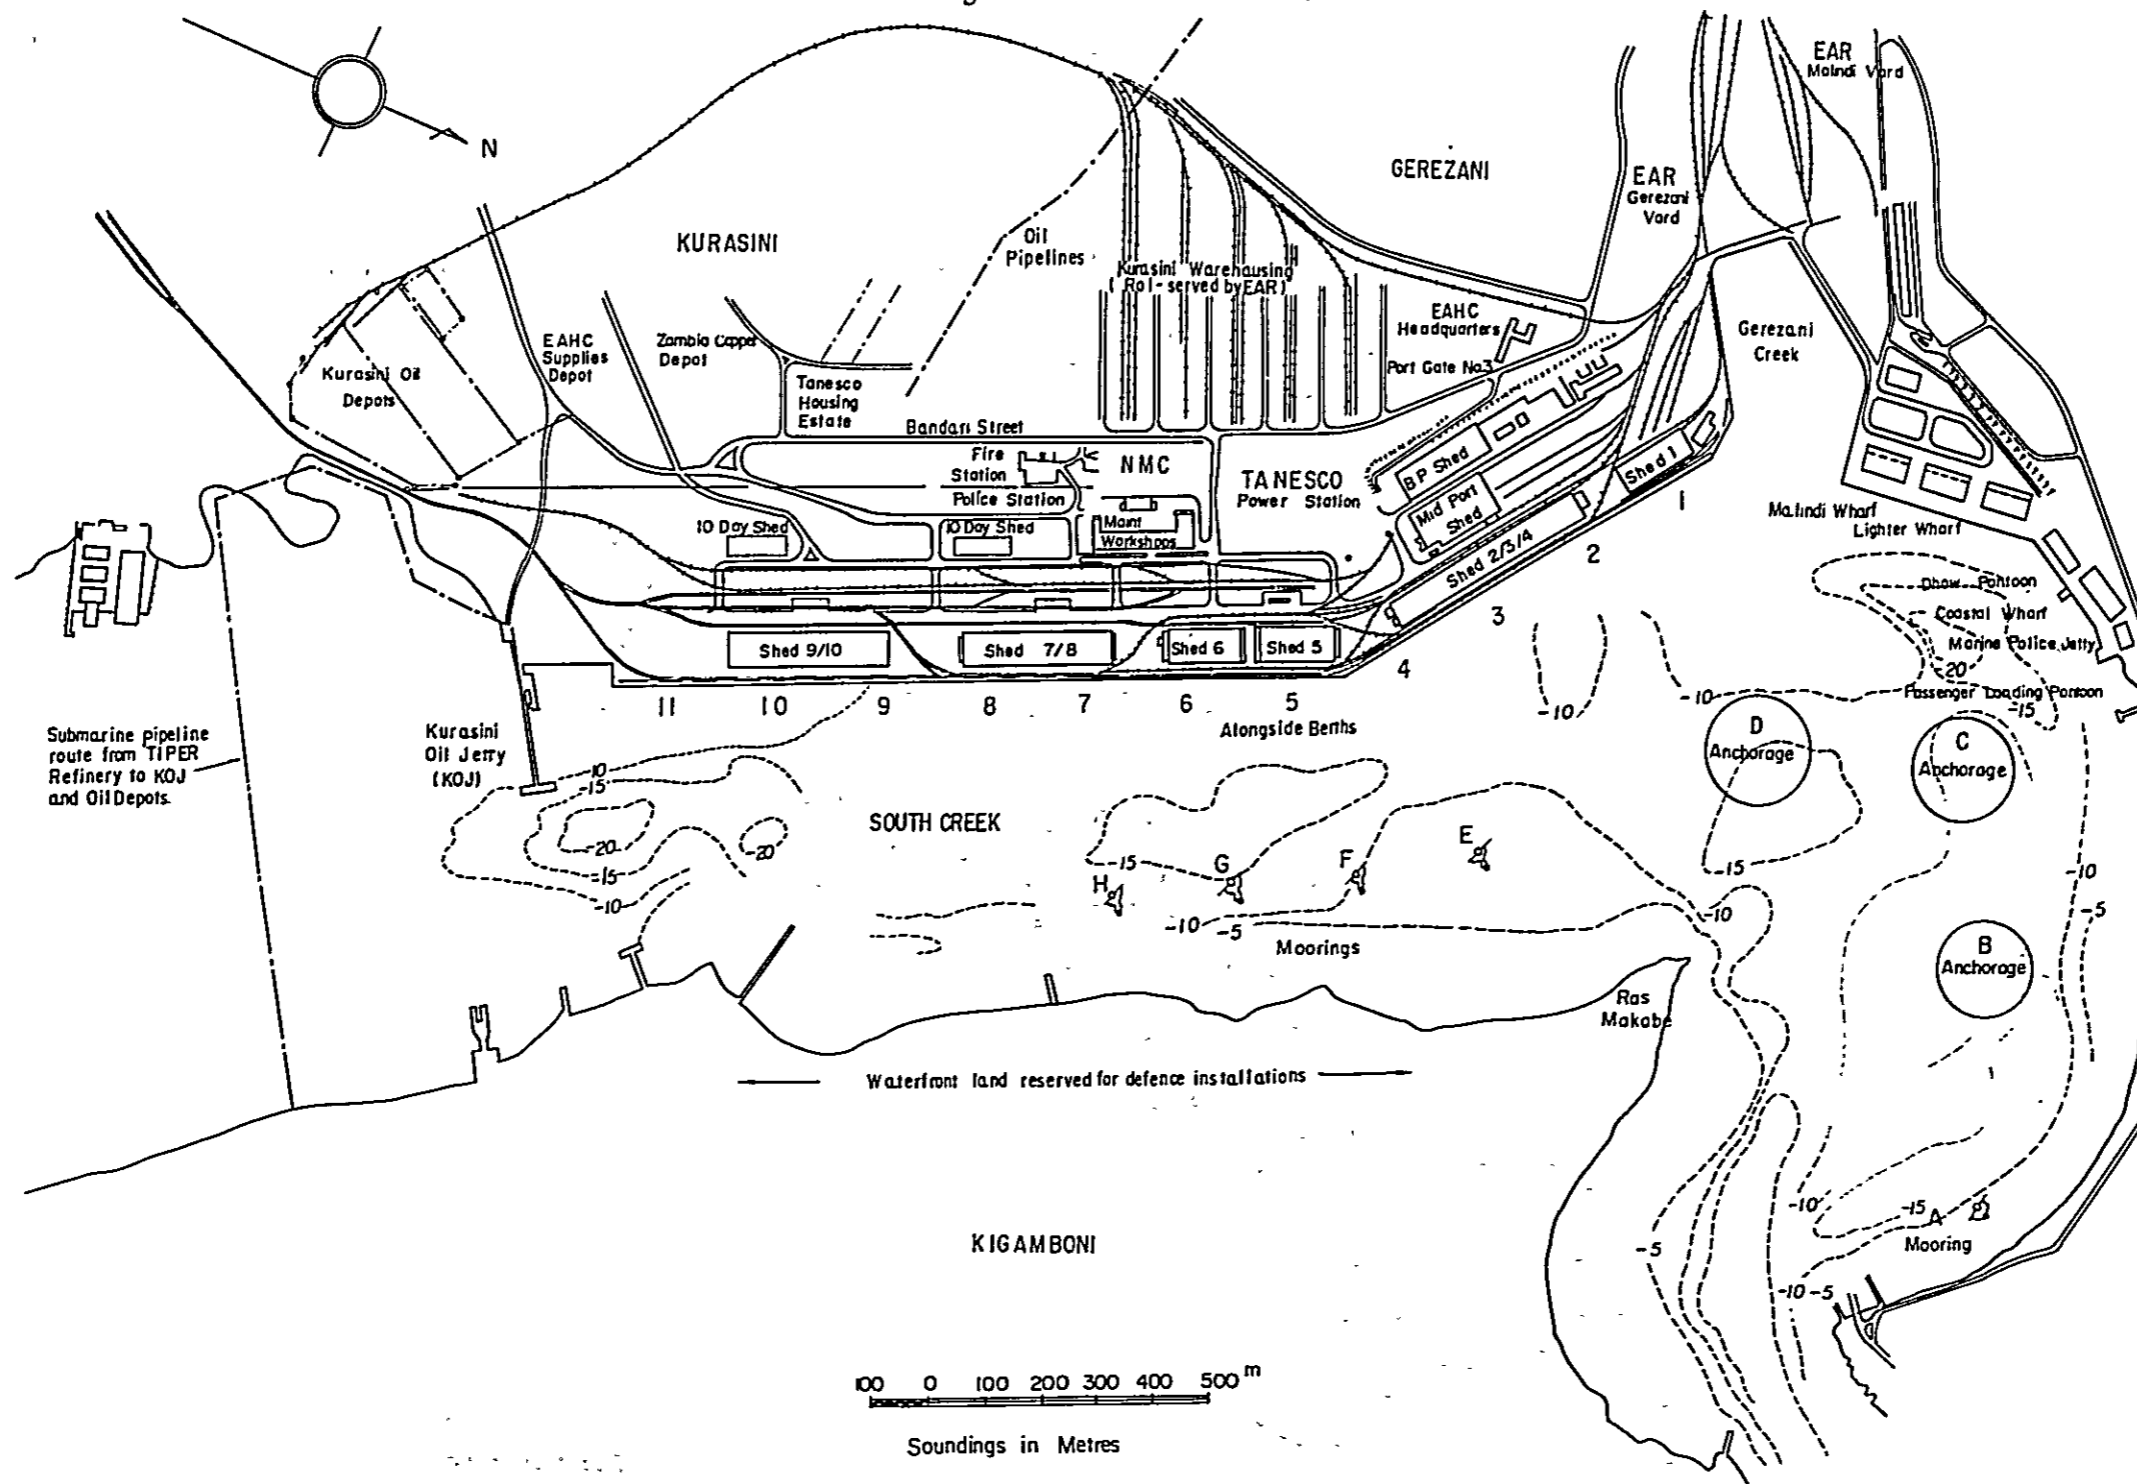 N
EAR
Malindi Yard
GEREZANI
EAR
Gerezani
Yard
KURASINI
Oil
Pipelines
Kurasini Warehousing
( Rail-served by EAR)
EAHC
Headquarters
Port Gate No.3
Gerezani
Creek
Kurasini Oil
Depots
EAHC
Supplies
Depot
Zambia Copper
Depot
Tanesco
Housing
Estate
Bandari Street
Fire
Station
Police Station
NMC
TANESCO
Power Station
BP Shed
Mid Port
Shed
Shed 1
Shed 2/3/4
10 Day Shed
10 Day Shed
Maint
Workshops
Malindi Wharf
Lighter Wharf
Dhow Pontoon
Coastal Wharf
Marine Police Jetty
Passenger Loading Pontoon
Shed 9/10
Shed 7/8
Shed 6
Shed 5
11
10
9
8
7
6
5
4
3
2
1
Alongside Berths
Submarine pipeline
route from TIPER
Refinery to KOJ
and Oil Depots.
Kurasini
Oil Jerry
(KOJ)
-10
-15
-20
-15
-10
-20
SOUTH CREEK
-15
H
G
F
E
-10
-5
Moorings
-10
-10
-20
-15
D
Anchorage
C
Anchorage
-15
-10
-10
-5
B
Anchorage
Ras
Makabe
Waterfront land reserved for defence installations
KIGAMBONI
-5
-10
-15
A
Mooring
-10
-5
100 0 100 200 300 400 500 m
Soundings in Metres